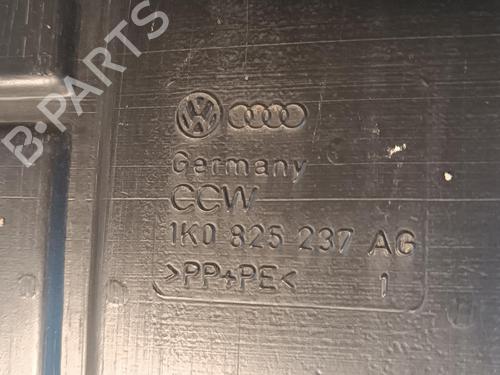 B-PARTS
Germany
CCW
1K0 825 237 AG
>PP+PE< 1